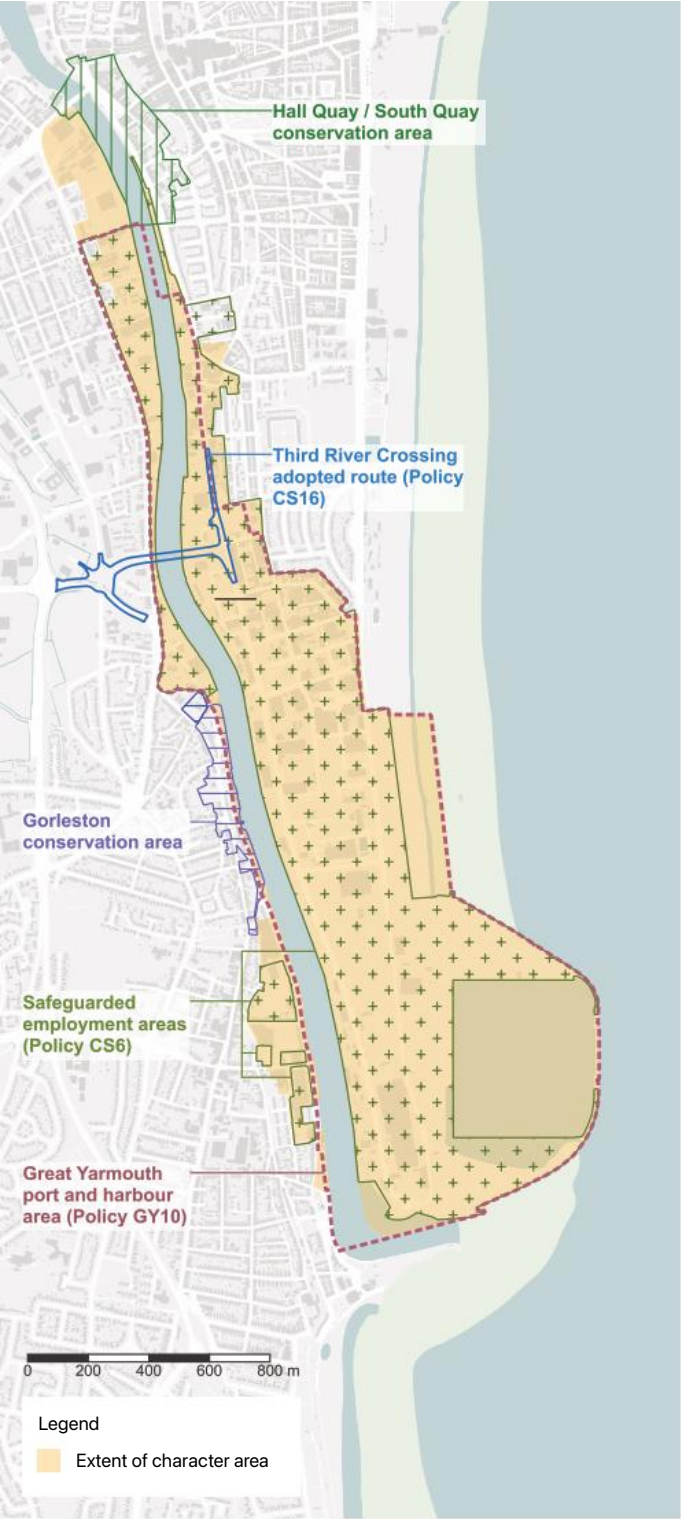 Hall Quay / South Quay
conservation area
Third River Crossing
adopted route (Policy
CS16)
Gorleston
conservation area
Safeguarded
employment areas
(Policy CS6)
Great Yarmouth
port and harbour
area (Policy GY10)
0 200 400 600 800 m
Legend
Extent of character area